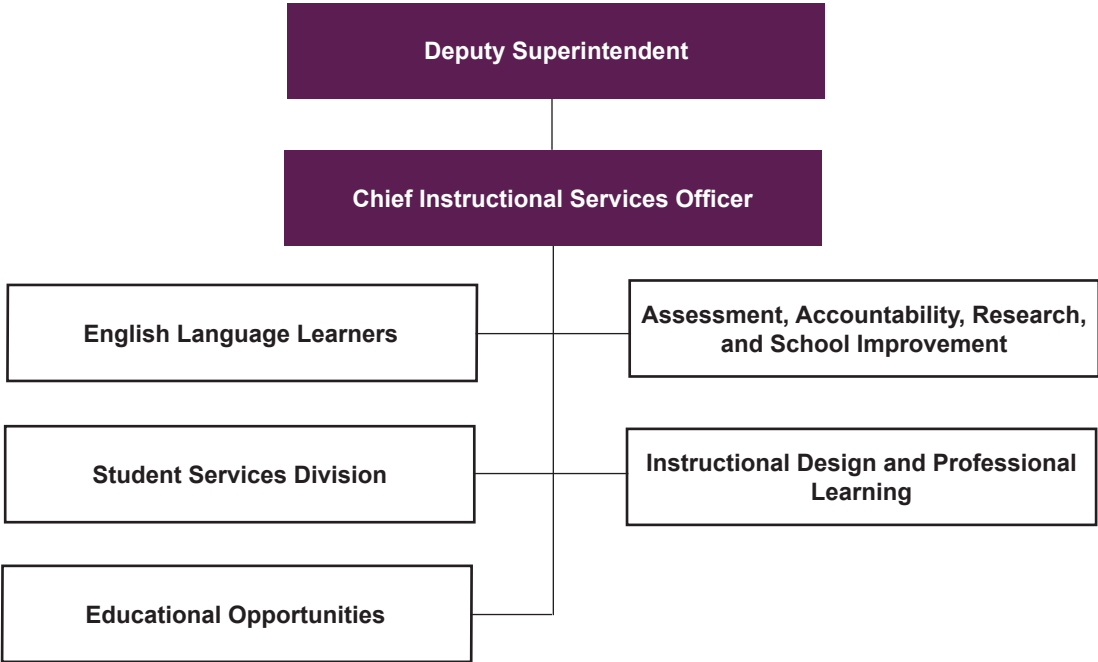 Deputy Superintendent
Chief Instructional Services Officer
English Language Learners
Assessment, Accountability, Research,
and School Improvement
Student Services Division
Instructional Design and Professional
Learning
Educational Opportunities